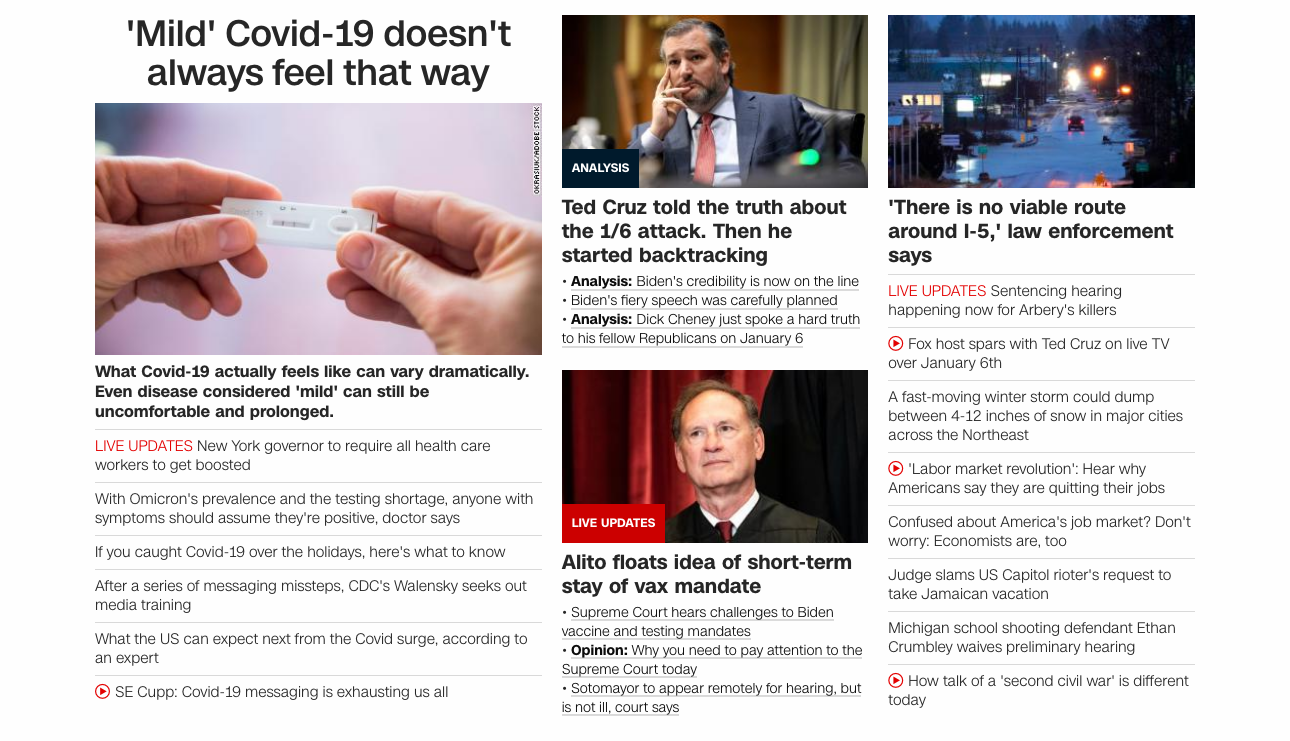 'Mild' Covid-19 doesn't
always feel that way
OKRASIUK/ADOBE STOCK
What Covid-19 actually feels like can vary dramatically.
Even disease considered 'mild' can still be
uncomfortable and prolonged.
LIVE UPDATES New York governor to require all health care
workers to get boosted
With Omicron's prevalence and the testing shortage, anyone with
symptoms should assume they're positive, doctor says
If you caught Covid-19 over the holidays, here's what to know
After a series of messaging missteps, CDC's Walensky seeks out
media training
What the US can expect next from the Covid surge, according to
an expert
SE Cupp: Covid-19 messaging is exhausting us all
ANALYSIS
Ted Cruz told the truth about
the 1/6 attack. Then he
started backtracking
• Analysis: Biden's credibility is now on the line
• Biden's fiery speech was carefully planned
• Analysis: Dick Cheney just spoke a hard truth
to his fellow Republicans on January 6
LIVE UPDATES
Alito floats idea of short-term
stay of vax mandate
• Supreme Court hears challenges to Biden
vaccine and testing mandates
• Opinion: Why you need to pay attention to the
Supreme Court today
• Sotomayor to appear remotely for hearing, but
is not ill, court says
'There is no viable route
around I-5,' law enforcement
says
LIVE UPDATES Sentencing hearing
happening now for Arbery's killers
Fox host spars with Ted Cruz on live TV
over January 6th
A fast-moving winter storm could dump
between 4-12 inches of snow in major cities
across the Northeast
'Labor market revolution': Hear why
Americans say they are quitting their jobs
Confused about America's job market? Don't
worry: Economists are, too
Judge slams US Capitol rioter's request to
take Jamaican vacation
Michigan school shooting defendant Ethan
Crumbley waives preliminary hearing
How talk of a 'second civil war' is different
today